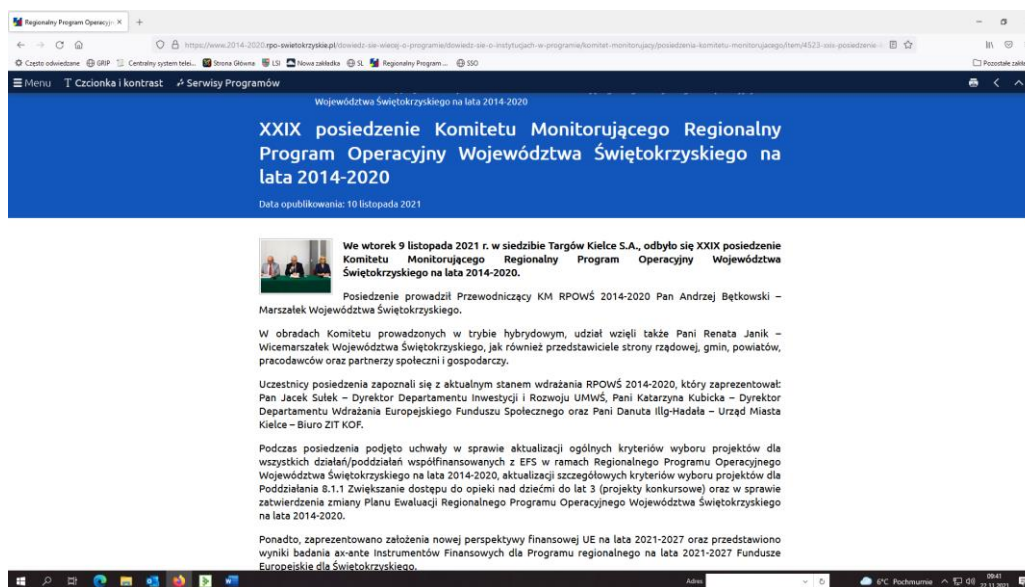 Regionalny Program Operacyjn
https://www.2014-2020.rpo-swietokrzyskie.pl/dowiedz-sie-wiecej-o-programie/dowiedz-sie-o-instytucjach-w-programie/komitet-monitorujacy/posiedzenia-komitetu-monitorujacego/item/4523-xxix-posiedzenie-
Często odwiedzane GRIP Centralny system telei... Strona Główna LSI Nowa zakładka SL Regionalny Program ... SSO Pozostałe zakła
Menu Czcionka i kontrast Serwisy Programów
Województwa Świętokrzyskiego na lata 2014-2020
XXIX posiedzenie Komitetu Monitorującego Regionalny
Program Operacyjny Województwa Świętokrzyskiego na
lata 2014-2020
Data opublikowania: 10 listopada 2021
We wtorek 9 listopada 2021 r. w siedzibie Targów Kielce S.A., odbyło się XXIX posiedzenie
Komitetu Monitorującego Regionalny Program Operacyjny Województwa
Świętokrzyskiego na lata 2014-2020.
Posiedzenie prowadził Przewodniczący KM RPOWŚ 2014-2020 Pan Andrzej Bętkowski –
Marszałek Województwa Świętokrzyskiego.
W obradach Komitetu prowadzonych w trybie hybrydowym, udział wzięli także Pani Renata Janik –
Wicemarszałek Województwa Świętokrzyskiego, jak również przedstawiciele strony rządowej, gmin, powiatów,
pracodawców oraz partnerzy społeczni i gospodarczy.
Uczestnicy posiedzenia zapoznali się z aktualnym stanem wdrażania RPOWŚ 2014-2020, który zaprezentował:
Pan Jacek Sułek – Dyrektor Departamentu Inwestycji i Rozwoju UMWŚ, Pani Katarzyna Kubicka – Dyrektor
Departamentu Wdrażania Europejskiego Funduszu Społecznego oraz Pani Danuta Illg-Hadała – Urząd Miasta
Kielce – Biuro ZIT KOF.
Podczas posiedzenia podjęto uchwały w sprawie aktualizacji ogólnych kryteriów wyboru projektów dla
wszystkich działań/poddziałań współfinansowanych z EFS w ramach Regionalnego Programu Operacyjnego
Województwa Świętokrzyskiego na lata 2014-2020, aktualizacji szczegółowych kryteriów wyboru projektów dla
Poddziałania 8.1.1 Zwiększanie dostępu do opieki nad dziećmi do lat 3 (projekty konkursowe) oraz w sprawie
zatwierdzenia zmiany Planu Ewaluacji Regionalnego Programu Operacyjnego Województwa Świętokrzyskiego
na lata 2014-2020.
Ponadto, zaprezentowano założenia nowej perspektywy finansowej UE na lata 2021-2027 oraz przedstawiono
wyniki badania ax-ante Instrumentów Finansowych dla Programu regionalnego na lata 2021-2027 Fundusze
Europejskie dla Świętokrzyskiego.
Adres 6°C Pochmurnie 09:41
22.11.2021